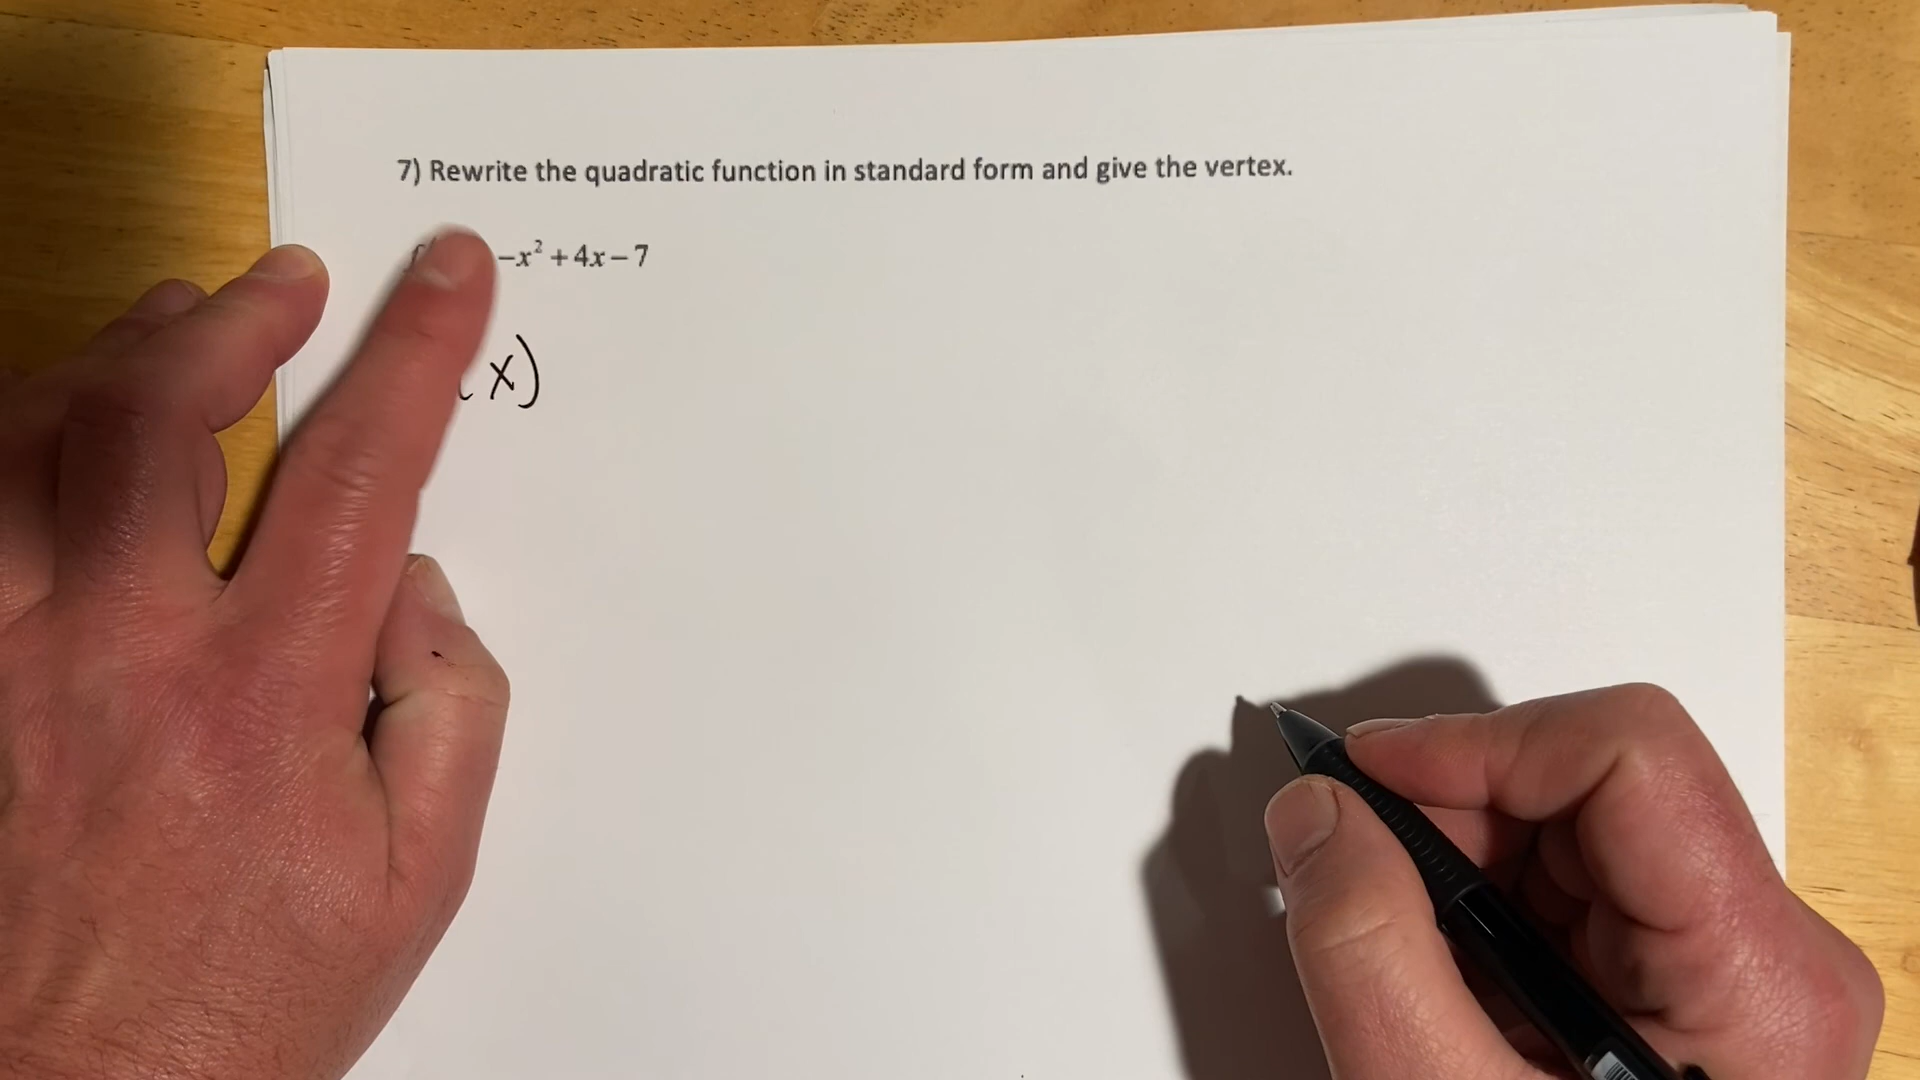 7) Rewrite the quadratic function in standard form and give the vertex.
−x² + 4x − 7
x)